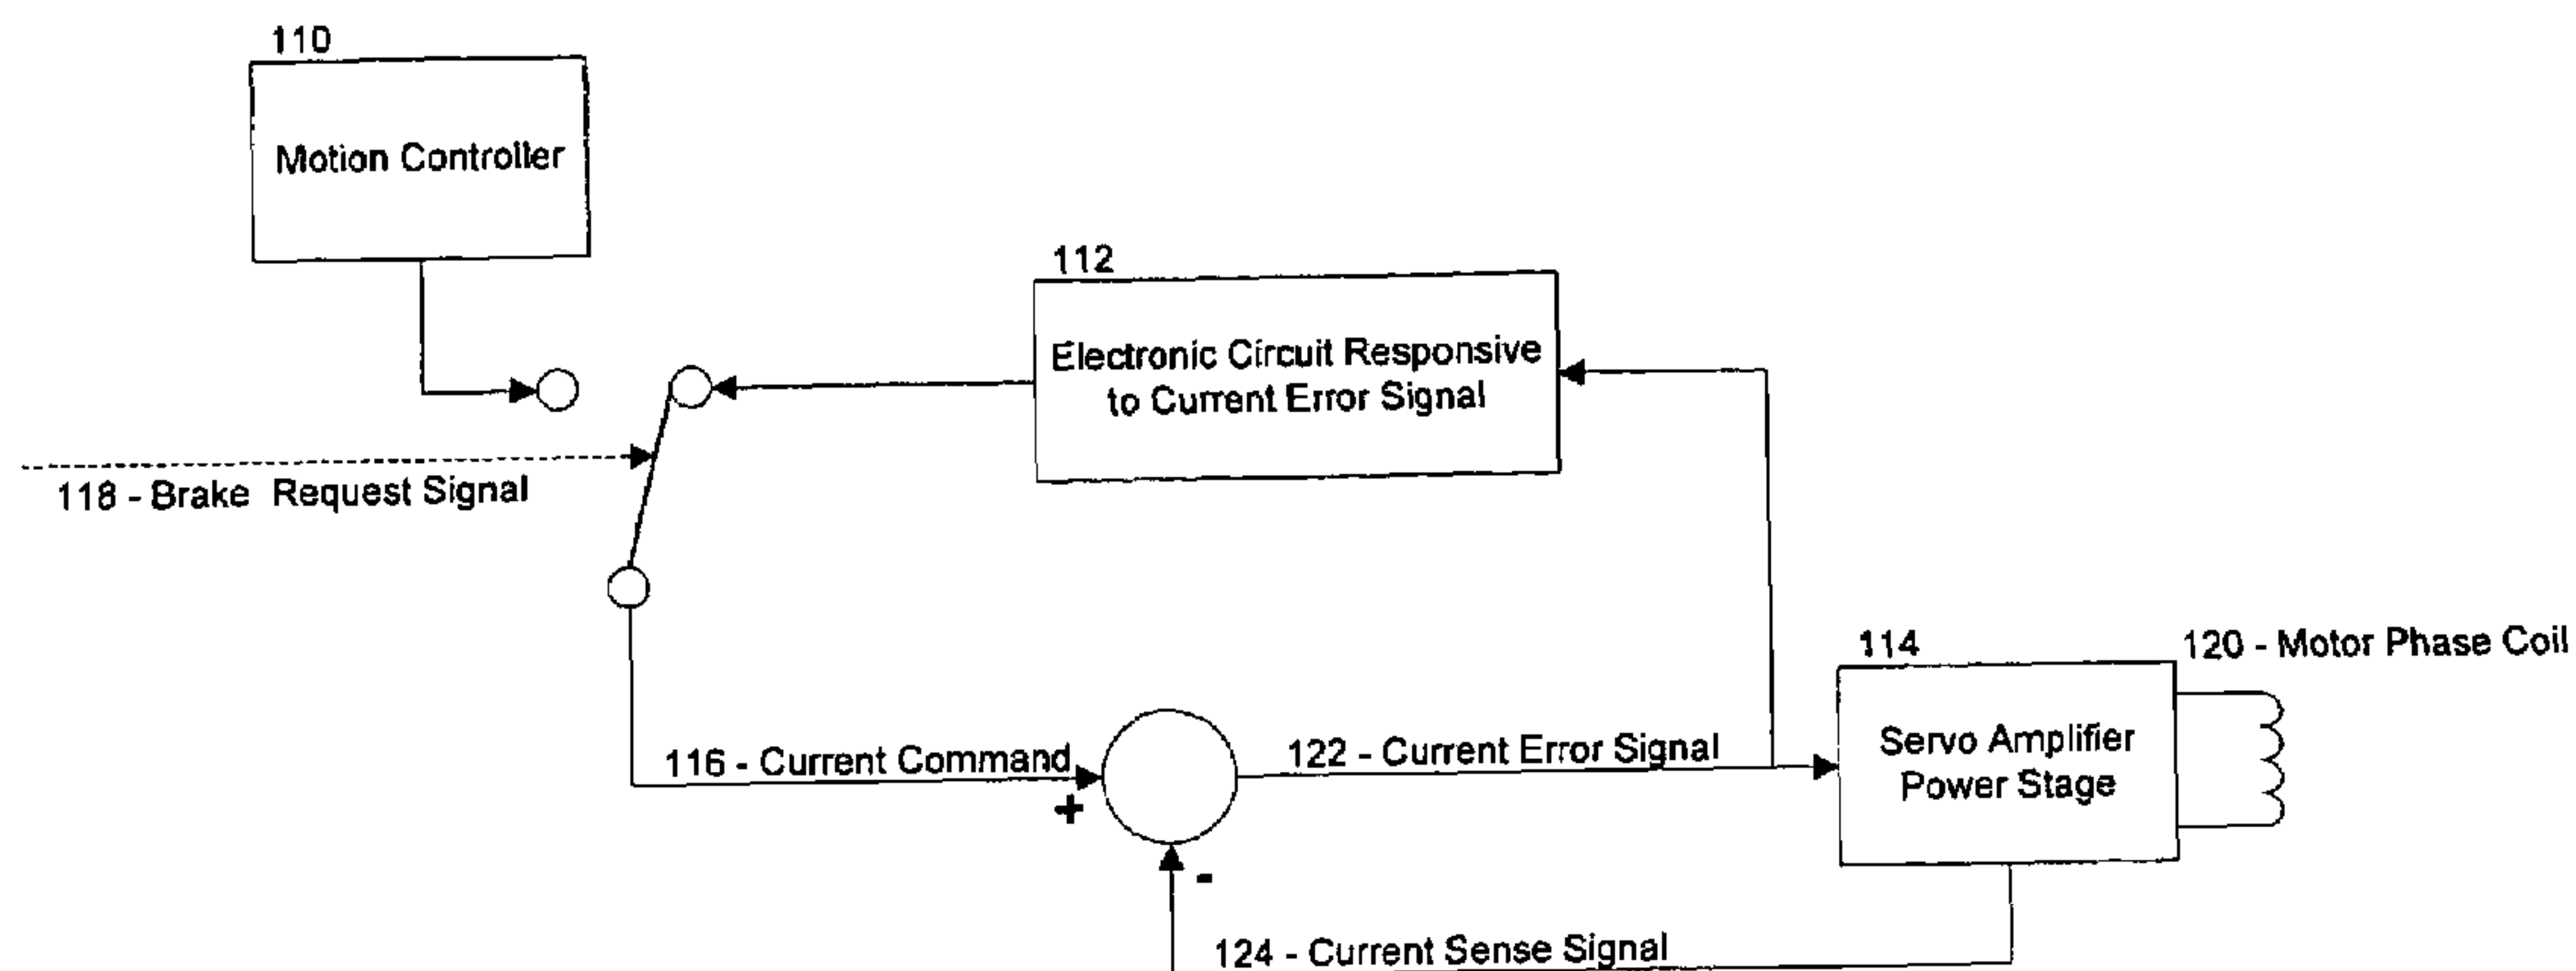 110
Motion Controller
112
Electronic Circuit Responsive
to Current Error Signal
118 - Brake Request Signal
114
120 - Motor Phase Coil
116 - Current Command
122 - Current Error Signal
Servo Amplifier
Power Stage
+
-
124 - Current Sense Signal